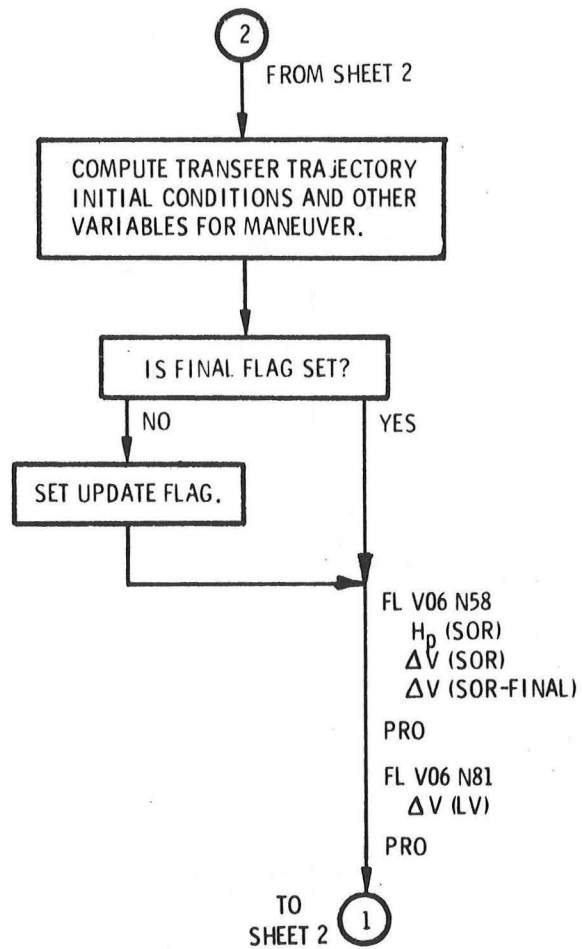 2
FROM SHEET 2
COMPUTE TRANSFER TRAJECTORY
INITIAL CONDITIONS AND OTHER
VARIABLES FOR MANEUVER.
IS FINAL FLAG SET?
NO
YES
SET UPDATE FLAG.
FL V06 N58
Hp (SOR)
ΔV (SOR)
ΔV (SOR-FINAL)
PRO
FL V06 N81
ΔV (LV)
PRO
TO
SHEET 2
1